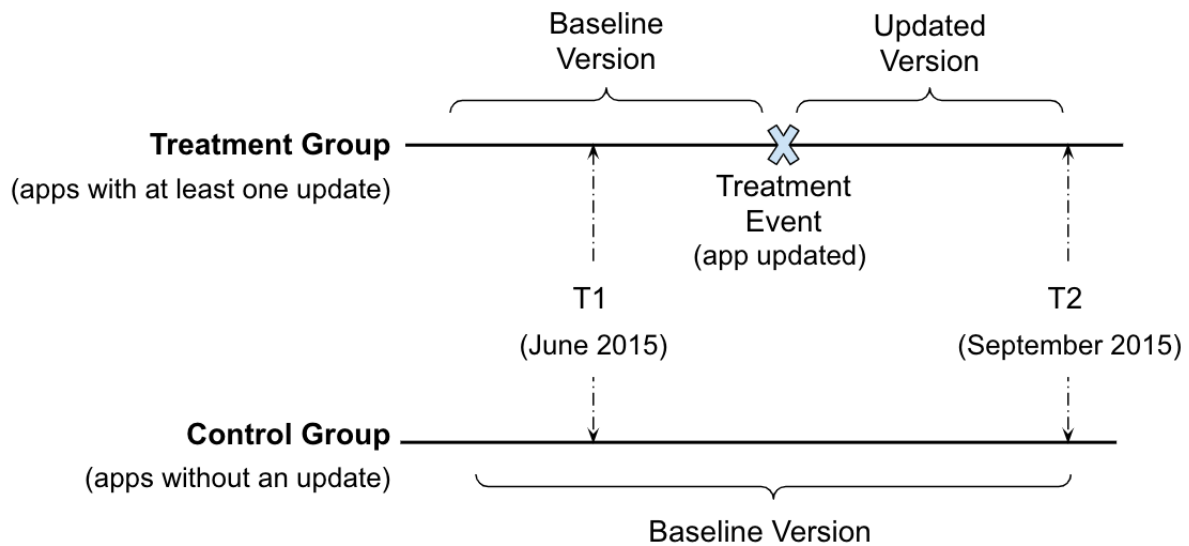 Baseline
Version
Updated
Version
Treatment Group
(apps with at least one update)
Treatment
Event
(app updated)
T1
(June 2015)
T2
(September 2015)
Control Group
(apps without an update)
Baseline Version